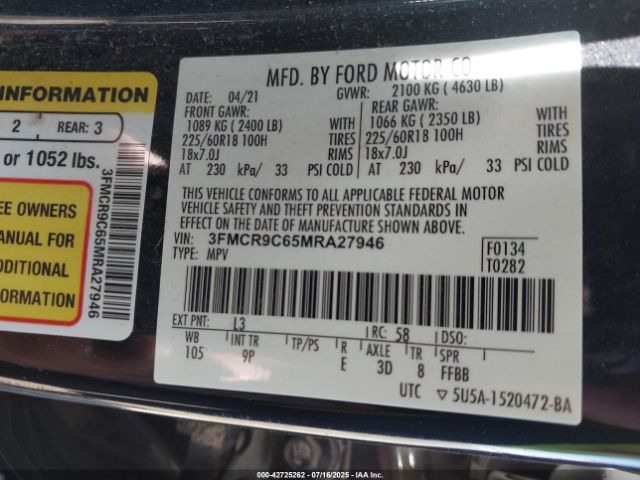 INFORMATION
2 REAR: 3
or 1052 lbs.
EE OWNERS
ANUAL FOR
DDITIONAL
FORMATION
3FMCR9C65MRA27946
MFD. BY FORD MOTOR CO
DATE: 04/21 GVWR: 2100 KG ( 4630 LB)
FRONT GAWR: REAR GAWR:
1089 KG ( 2400 LB) WITH 1066 KG ( 2350 LB) WITH
225/60R18 100H TIRES 225/60R18 100H TIRES
18x7.0J RIMS 18x7.0J RIMS
AT 230 kPa/ 33 PSI COLD AT 230 kPa/ 33 PSI COLD
THIS VEHICLE CONFORMS TO ALL APPLICABLE FEDERAL MOTOR
VEHICLE SAFETY AND THEFT PREVENTION STANDARDS IN
EFFECT ON THE DATE OF MANUFACTURE SHOWN ABOVE.
VIN: 3FMCR9C65MRA27946 F0134
TYPE: MPV T0282
EXT PNT: L3 RC: 58 DSO:
WB INT TR TP/PS R AXLE TR SPR
105 9P E 3D 8 FFBB
UTC ▽ 5U5A-1520472-BA
000-42725262 - 07/16/2025 - IAA Inc.